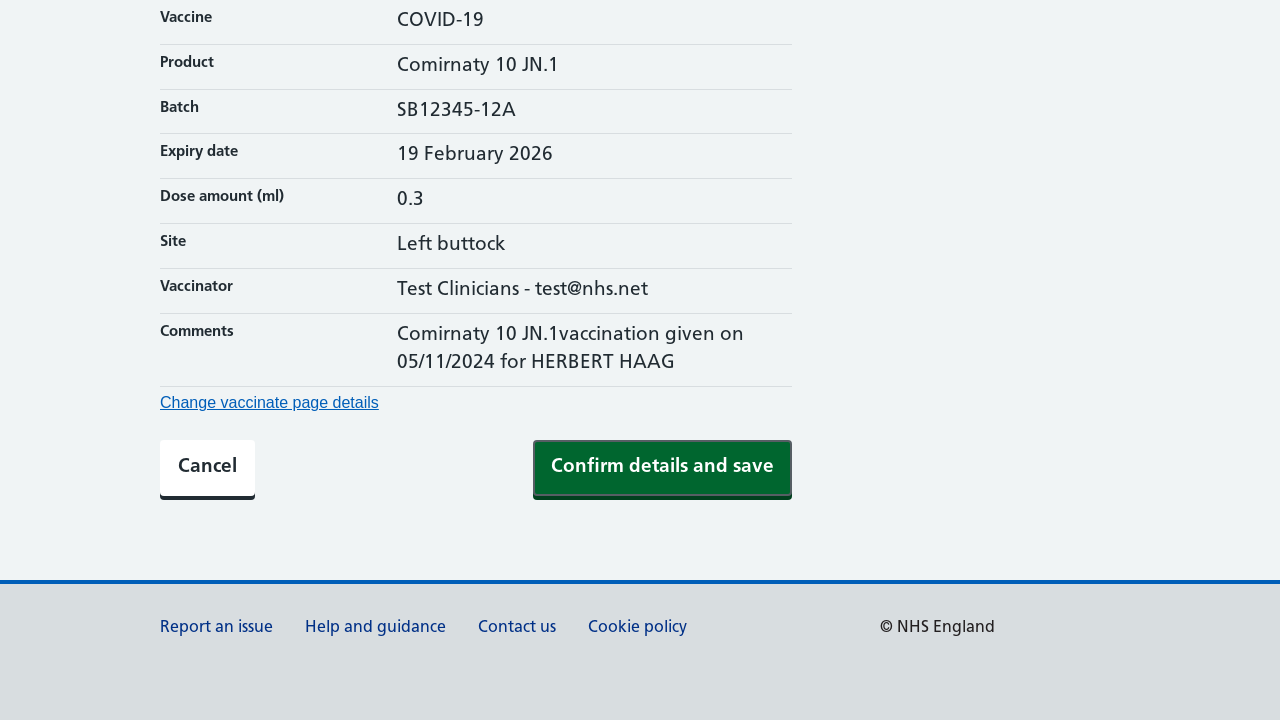 Vaccine COVID-19
Product Comirnaty 10 JN.1
Batch SB12345-12A
Expiry date 19 February 2026
Dose amount (ml) 0.3
Site Left buttock
Vaccinator Test Clinicians - test@nhs.net
Comments Comirnaty 10 JN.1vaccination given on
05/11/2024 for HERBERT HAAG
Change vaccinate page details
Cancel Confirm details and save
Report an issue Help and guidance Contact us Cookie policy © NHS England